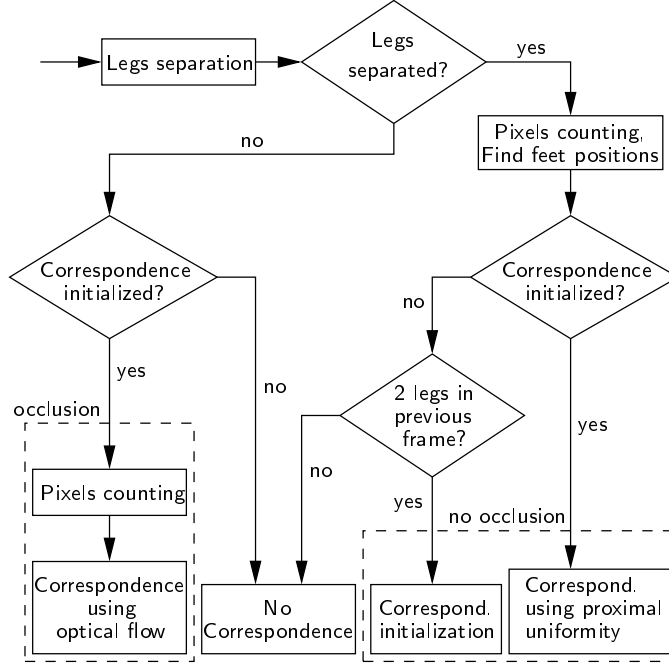 Legs separation
Legs
separated?
yes
Pixels counting,
Find feet positions
no
Correspondence
initialized?
Correspondence
initialized?
no
yes
no
2 legs in
previous
frame?
yes
occlusion
no
yes
no occlusion
Pixels counting
Correspondence
using
optical flow
No
Correspondence
Correspond.
initialization
Correspond.
using proximal
uniformity